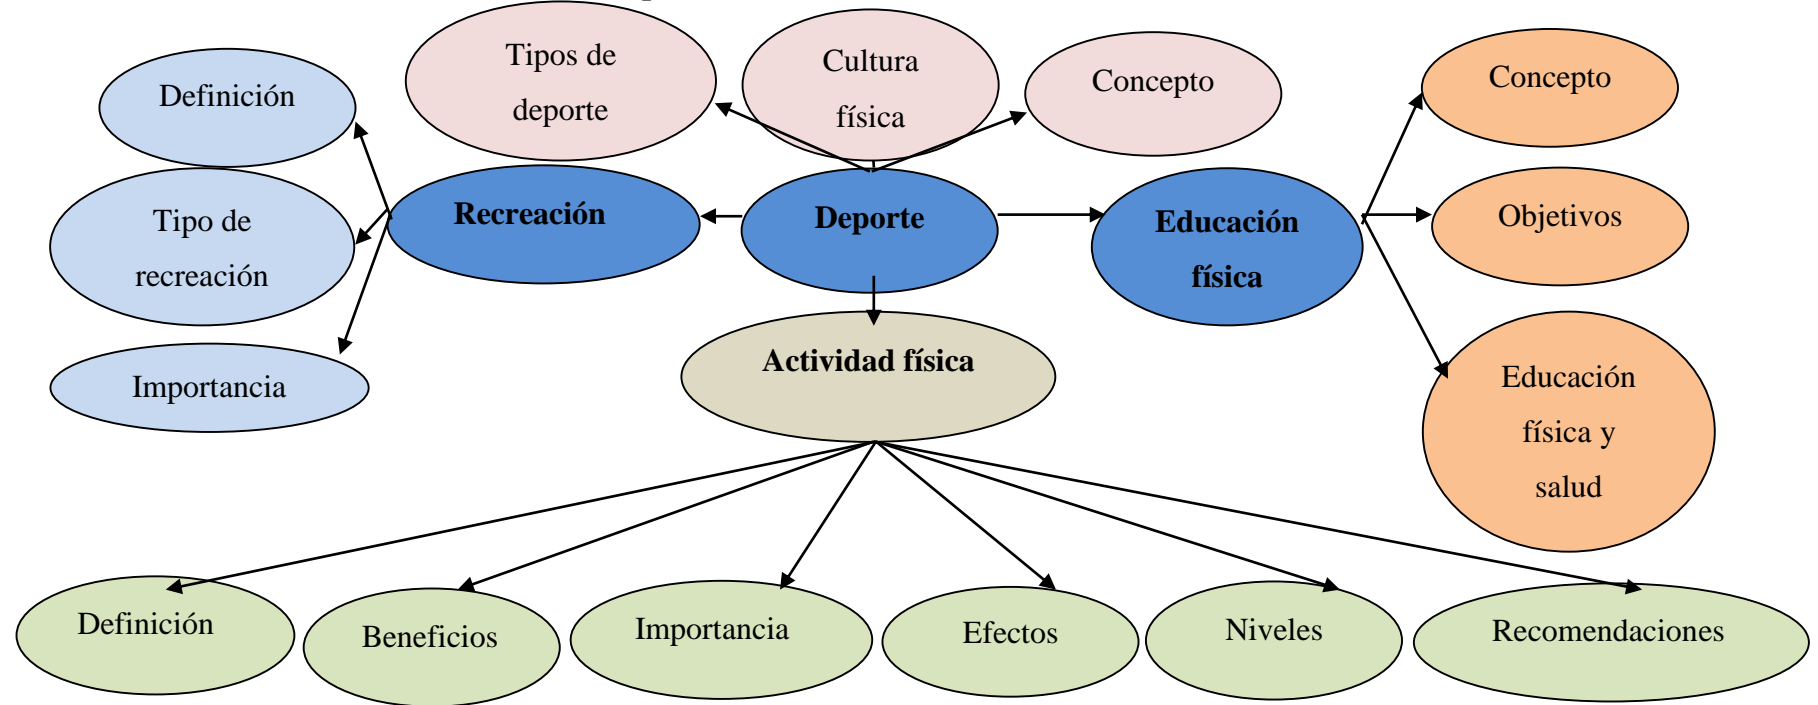 Tipos de
deporte
Cultura
física
Concepto
Concepto
Definición
Tipo de
recreación
Importancia
Recreación
Deporte
Educación
física
Objetivos
Educación
física y
salud
Actividad física
Definición
Beneficios
Importancia
Efectos
Niveles
Recomendaciones